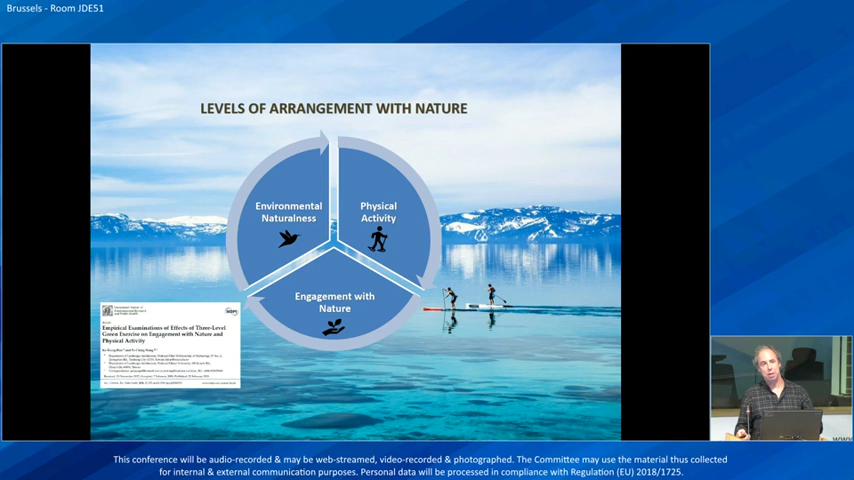 Brussels - Room JDE51
LEVELS OF ARRANGEMENT WITH NATURE
Environmental
Naturalness
Physical
Activity
Engagement with
Nature
Empirical Examinations of Effects of Three-Level
Green Exercise on Engagement with Nature and
Physical Activity
This conference will be audio-recorded & may be web-streamed, video-recorded & photographed. The Committee may use the material thus collected
for internal & external communication purposes. Personal data will be processed in compliance with Regulation (EU) 2018/1725.